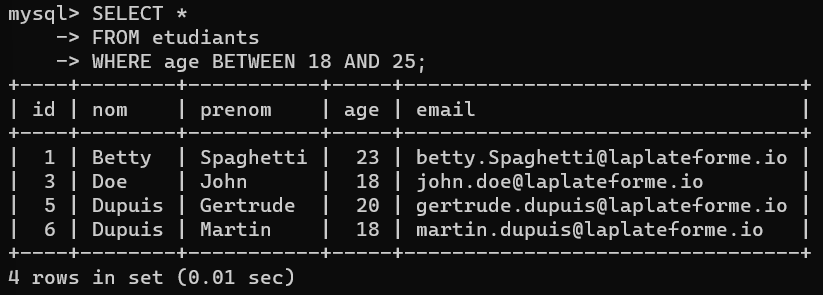 mysql> SELECT *
    -> FROM etudiants
    -> WHERE age BETWEEN 18 AND 25;
+----+--------+-----------+-----+--------------------------------+
| id | nom    | prenom    | age | email                          |
+----+--------+-----------+-----+--------------------------------+
|  1 | Betty  | Spaghetti |  23 | betty.Spaghetti@laplateforme.io |
|  3 | Doe    | John      |  18 | john.doe@laplateforme.io       |
|  5 | Dupuis | Gertrude  |  20 | gertrude.dupuis@laplateforme.io |
|  6 | Dupuis | Martin    |  18 | martin.dupuis@laplateforme.io  |
+----+--------+-----------+-----+--------------------------------+
4 rows in set (0.01 sec)